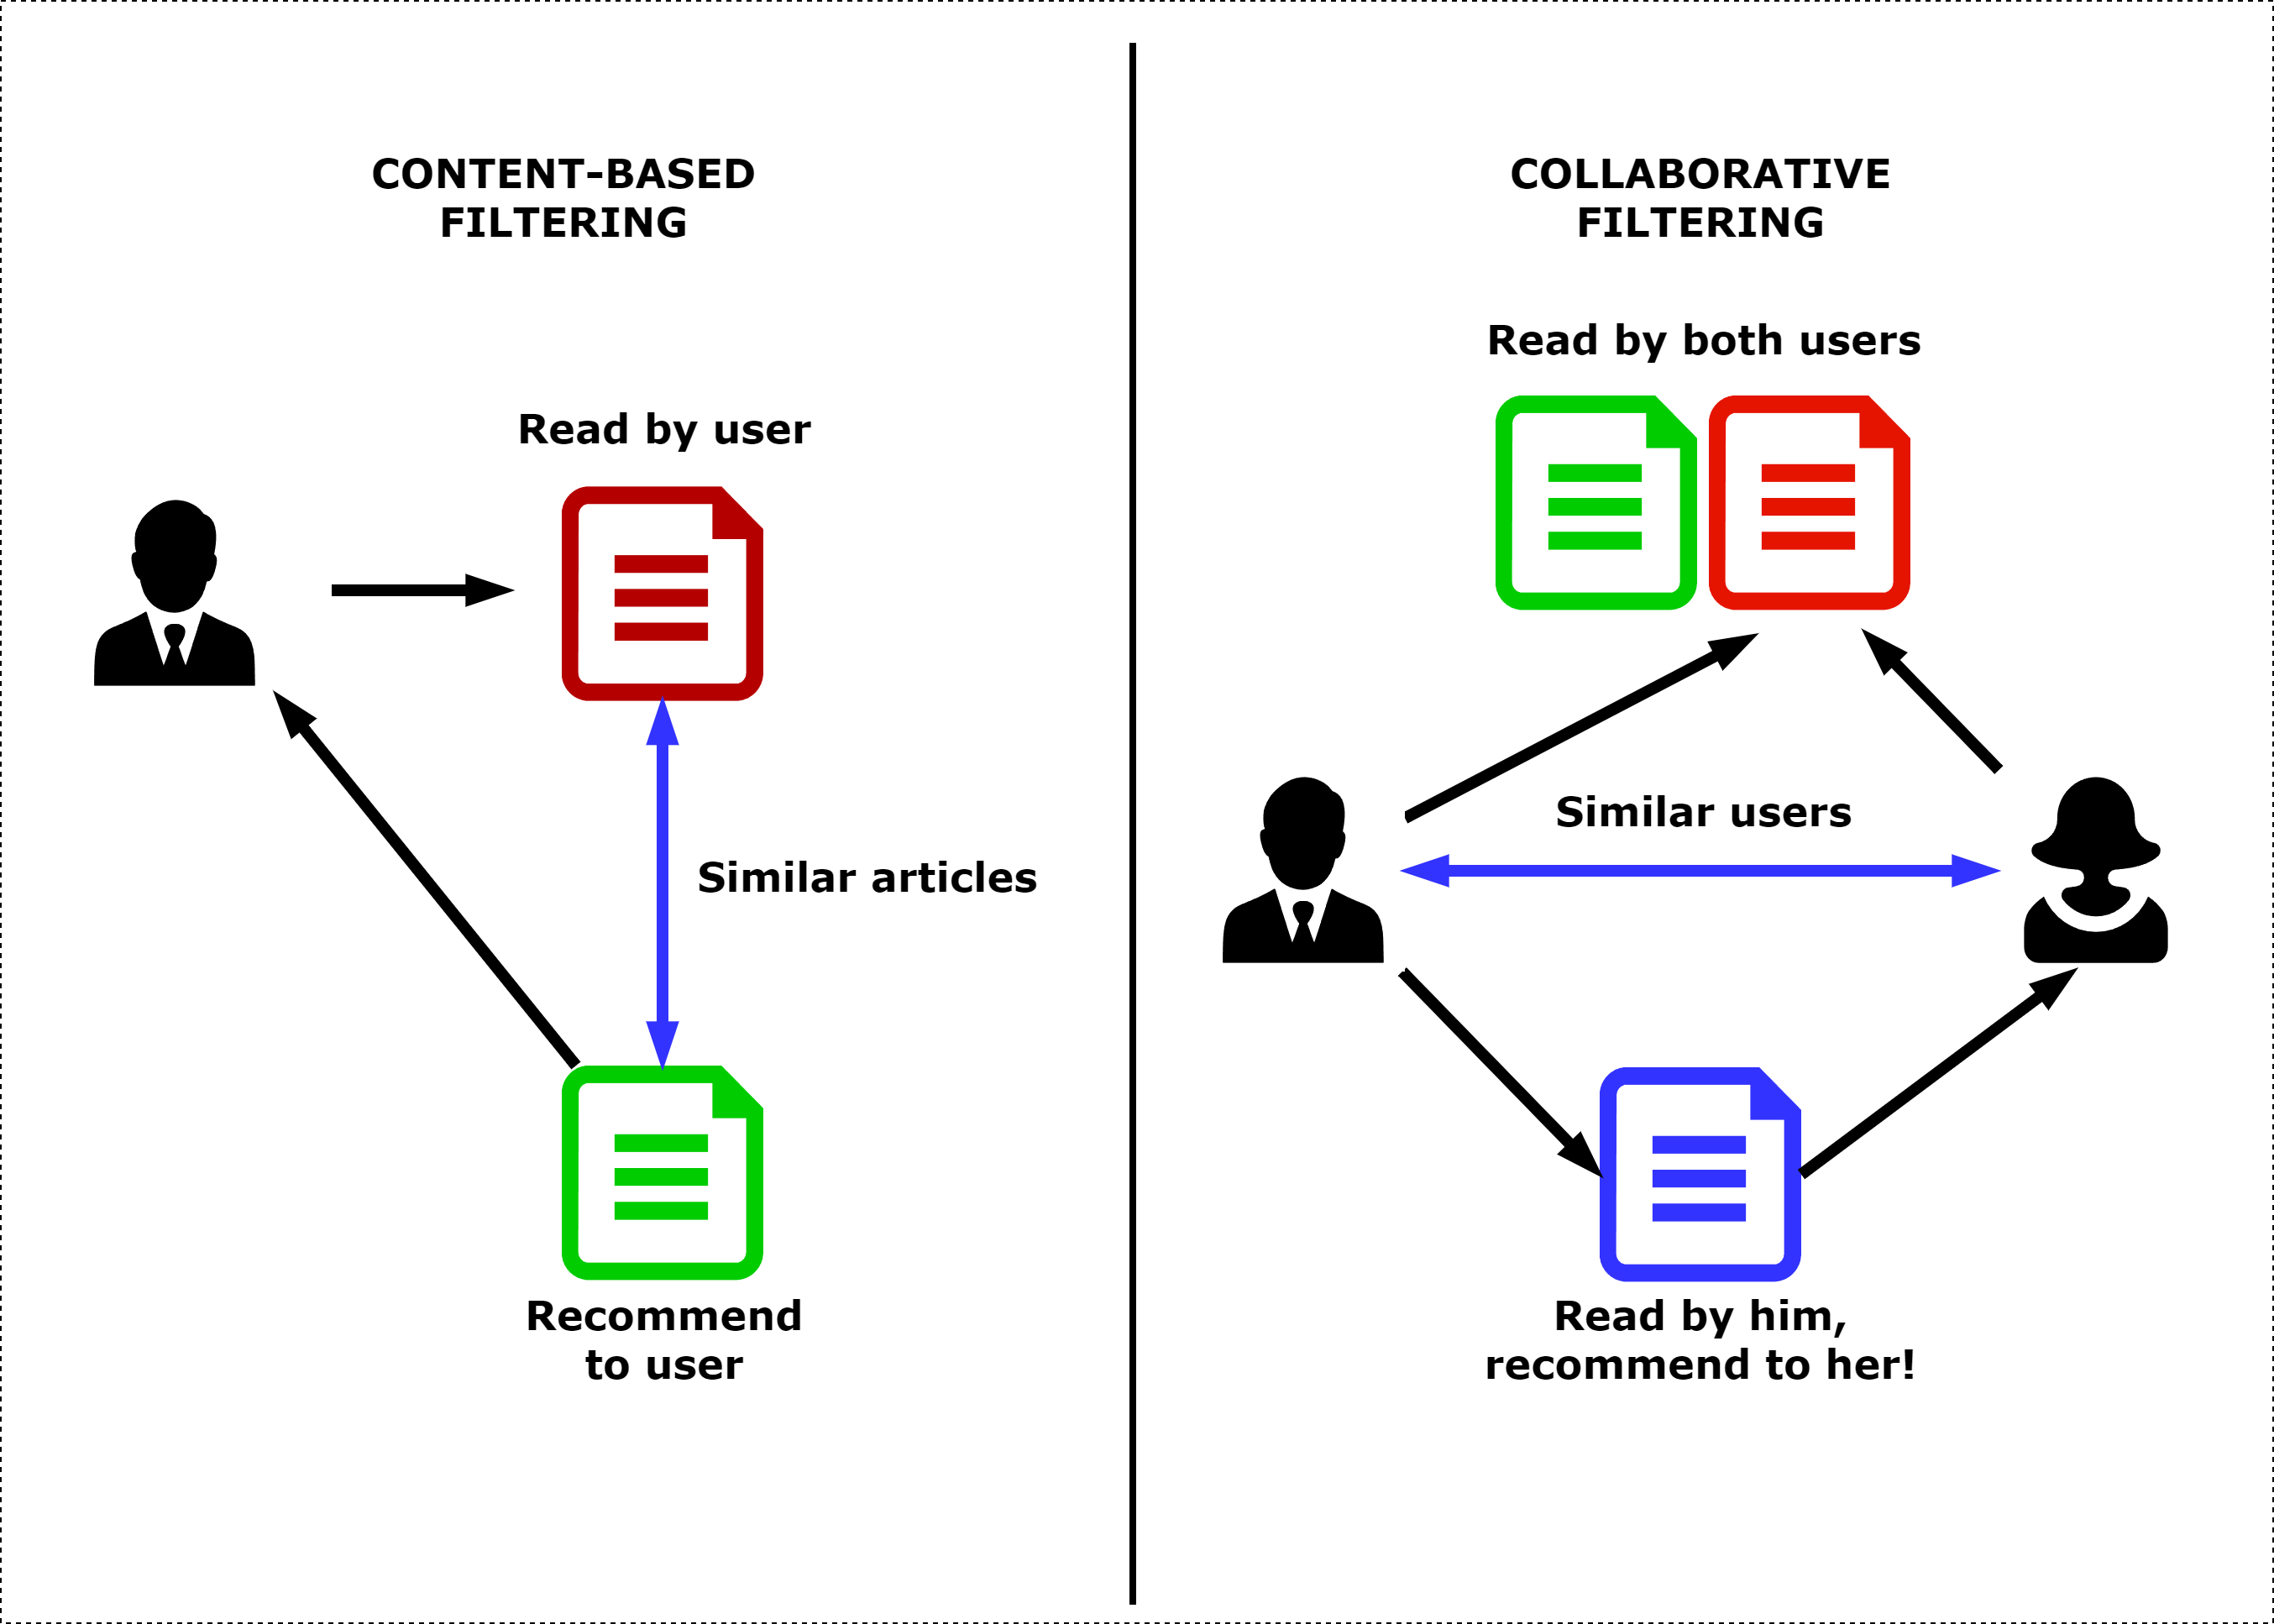 CONTENT-BASED
FILTERING
Read by user
Similar articles
Recommend
to user
COLLABORATIVE
FILTERING
Read by both users
Similar users
Read by him,
recommend to her!